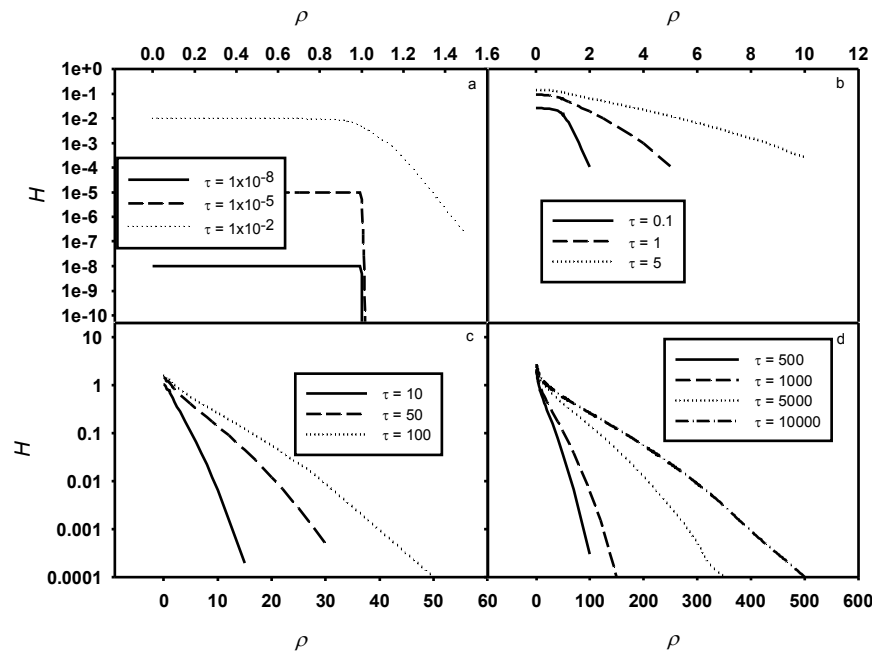 ρ ρ
0.0 0.2 0.4 0.6 0.8 1.0 1.2 1.4 1.6
0 2 4 6 8 10 12
1e+0
1e-1
1e-2
1e-3
1e-4
1e-5
1e-6
1e-7
1e-8
1e-9
1e-10
H
a
τ = 1x10-8
τ = 1x10-5
τ = 1x10-2
b
τ = 0.1
τ = 1
τ = 5
10
1
0.1
0.01
0.001
0.0001
H
c
τ = 10
τ = 50
τ = 100
d
τ = 500
τ = 1000
τ = 5000
τ = 10000
0 10 20 30 40 50 60
0 100 200 300 400 500 600
ρ ρ